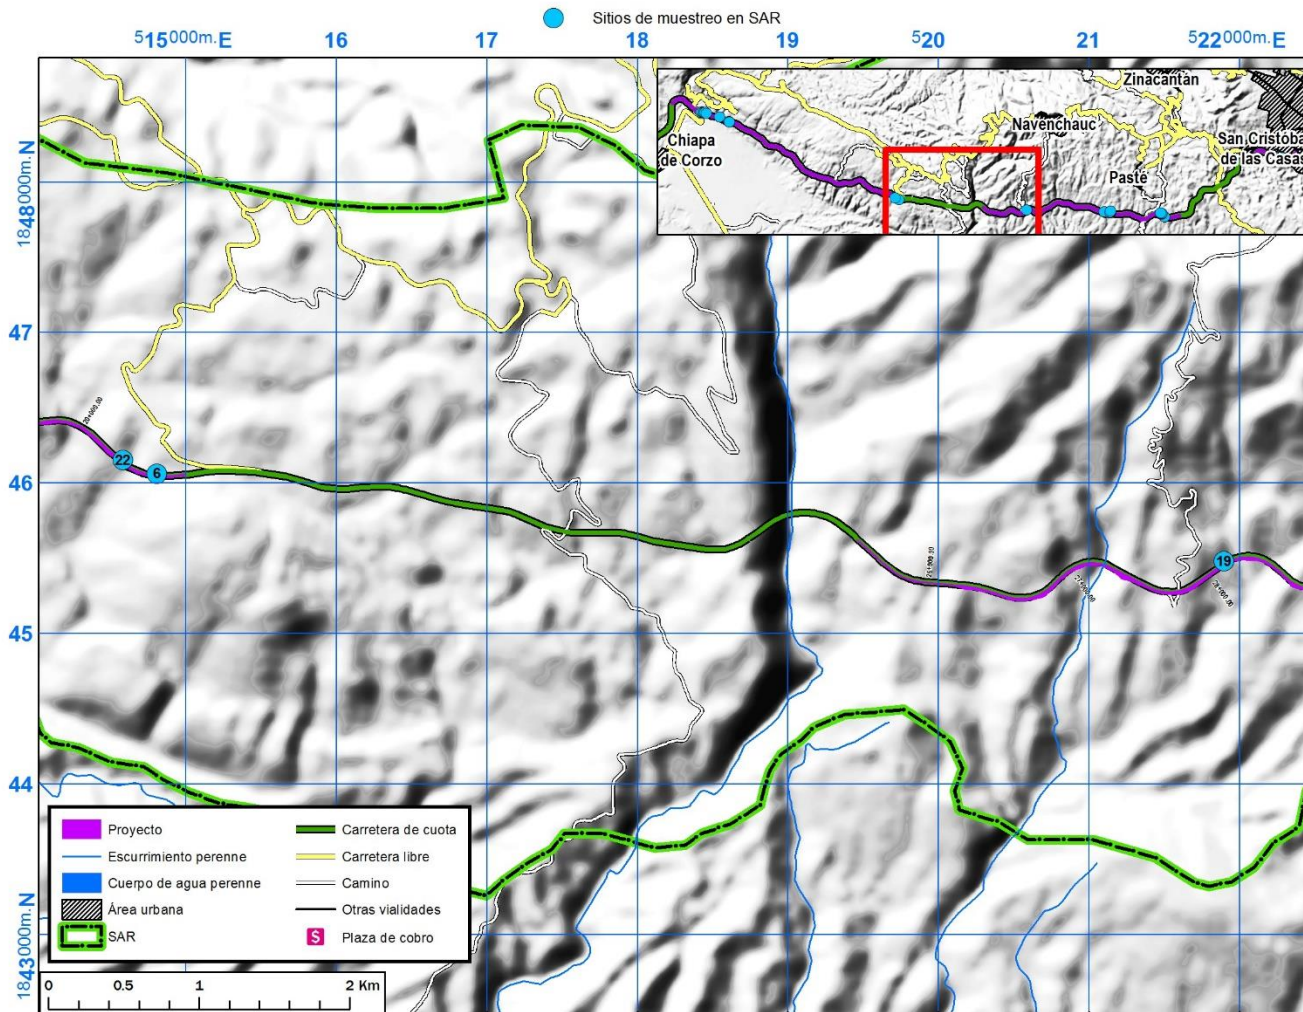 Sitios de muestreo en SAR
515000m. E
16
17
18
19
520
21
522000m. E
Zinacantán
Navenchauc
Chiapa
de Corzo
San Cristóba
de las Casas
Pasté
1848000m. N
47
46
45
44
1843000m. N
22
6
19
Proyecto
Escurrimiento perenne
Cuerpo de agua perenne
Área urbana
SAR
Carretera de cuota
Carretera libre
Camino
Otras vialidades
$ Plaza de cobro
0 0.5 1 2 Km